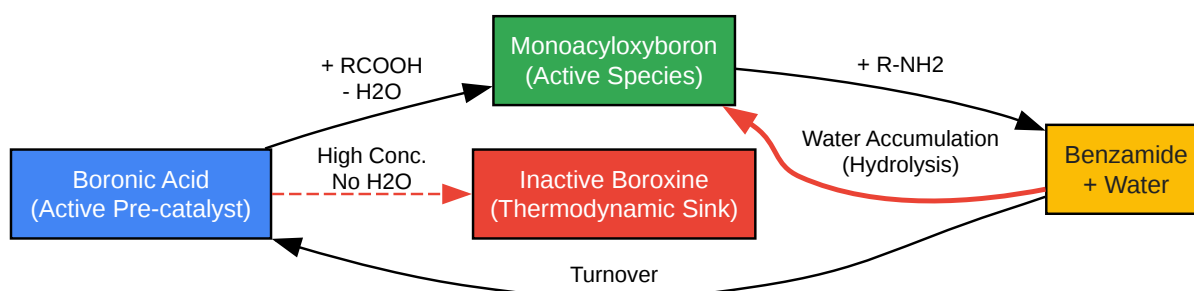 + RCOOH
- H2O
Monoacyloxyboron
(Active Species)
+ R-NH2
Boronic Acid
(Active Pre-catalyst)
High Conc.
No H2O
Inactive Boroxine
(Thermodynamic Sink)
Water Accumulation
(Hydrolysis)
Benzamide
+ Water
Turnover